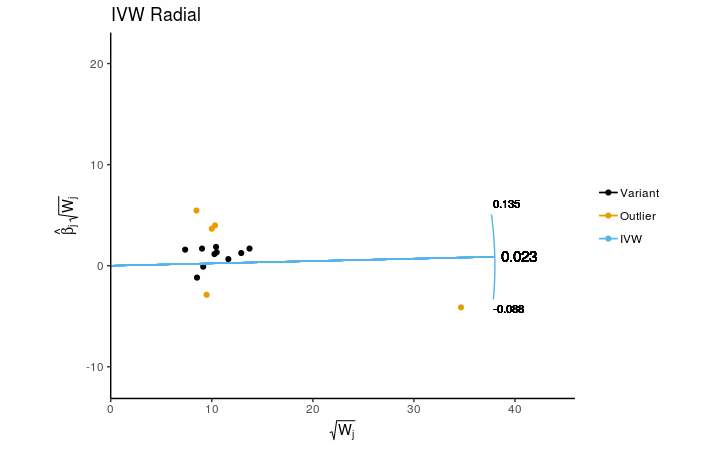 IVW Radial
20
10
0
-10
β̂j√Wj
0.135
0.023
-0.088
0
10
20
30
40
√Wj
Variant
Outlier
IVW